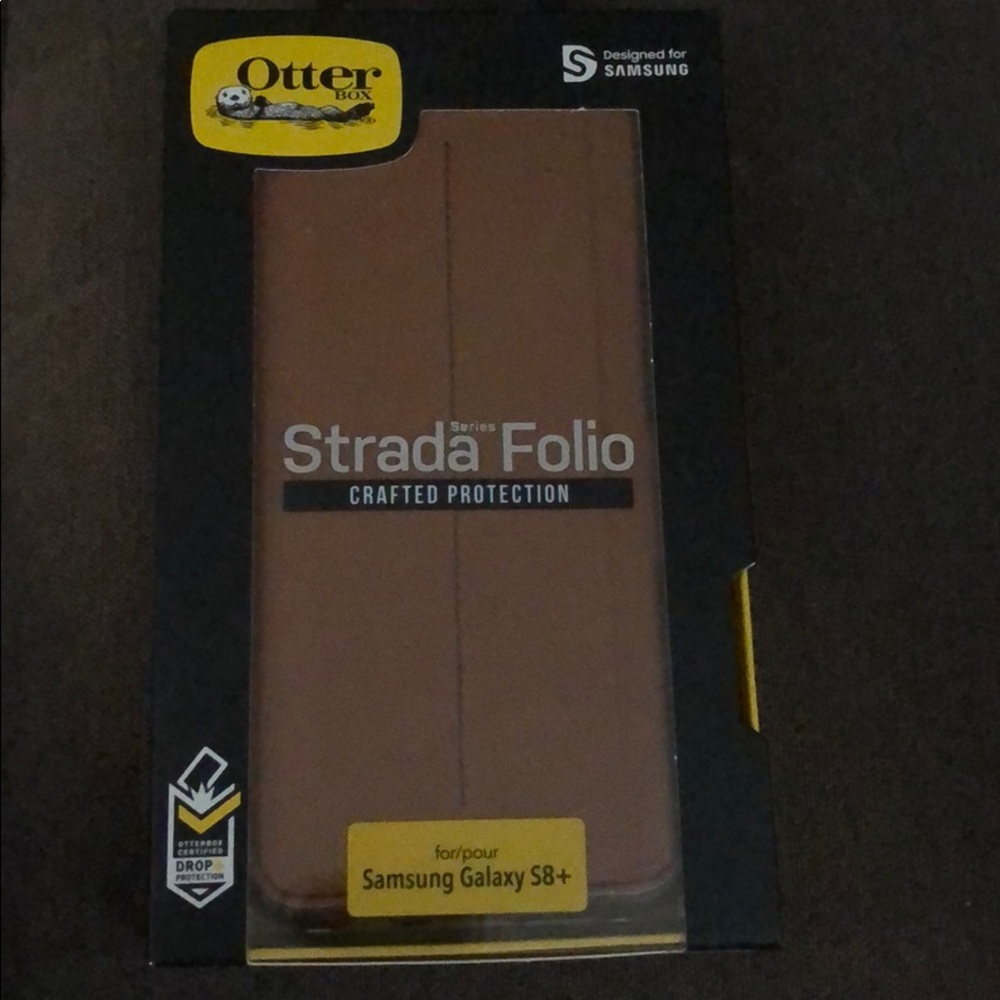 Otter
BOX
Designed for
SAMSUNG
Series
Strada Folio
CRAFTED PROTECTION
OTTERBOX
CERTIFIED
DROP+
PROTECTION
for/pour
Samsung Galaxy S8+